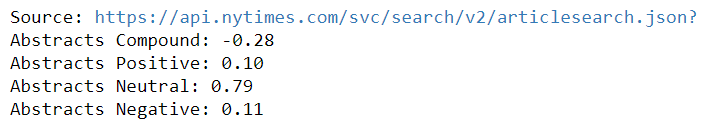 Source: https://api.nytimes.com/svc/search/v2/articlesearch.json?
Abstracts Compound: -0.28
Abstracts Positive: 0.10
Abstracts Neutral: 0.79
Abstracts Negative: 0.11